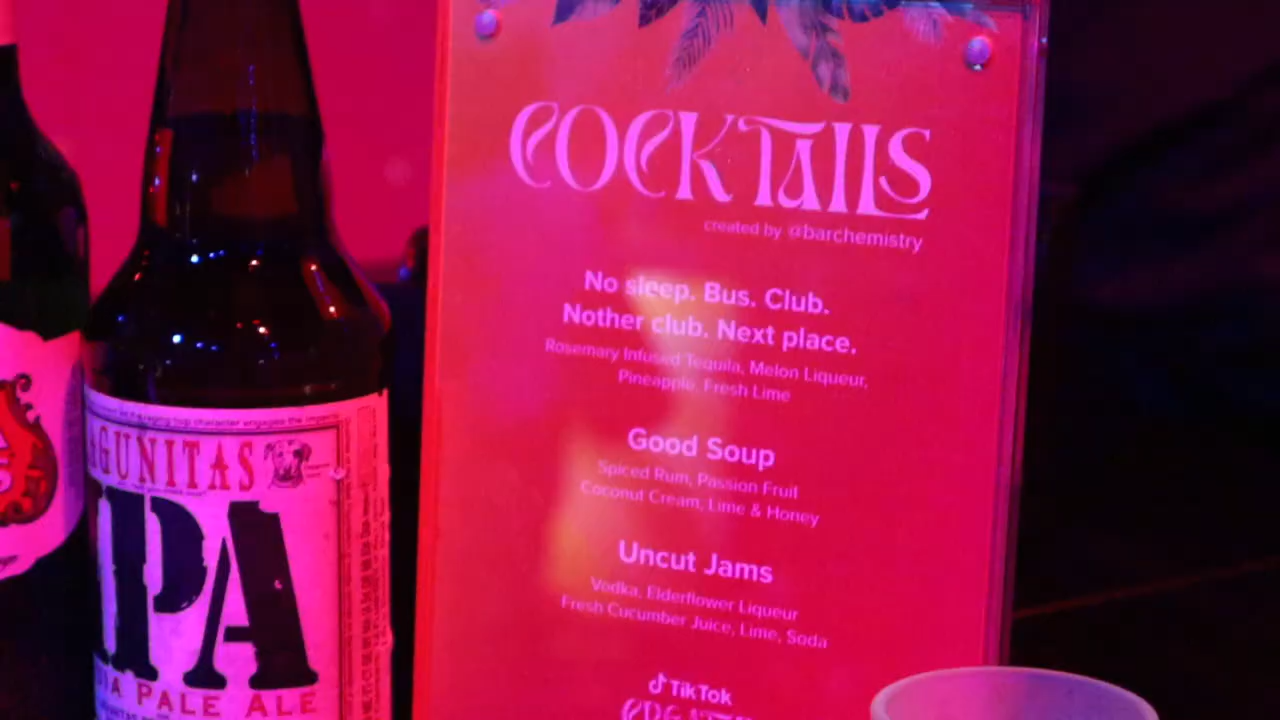 COCKTAILS
created by @barchemistry
No sleep. Bus. Club.
Nother club. Next place.
Rosemary Infused Tequila, Melon Liqueur,
Pineapple, Fresh Lime
Good Soup
Spiced Rum, Passion Fruit
Coconut Cream, Lime & Honey
Uncut Jams
Vodka, Elderflower Liqueur
Fresh Cucumber Juice, Lime, Soda
TikTok
AGUNITAS
PA
PALE ALE